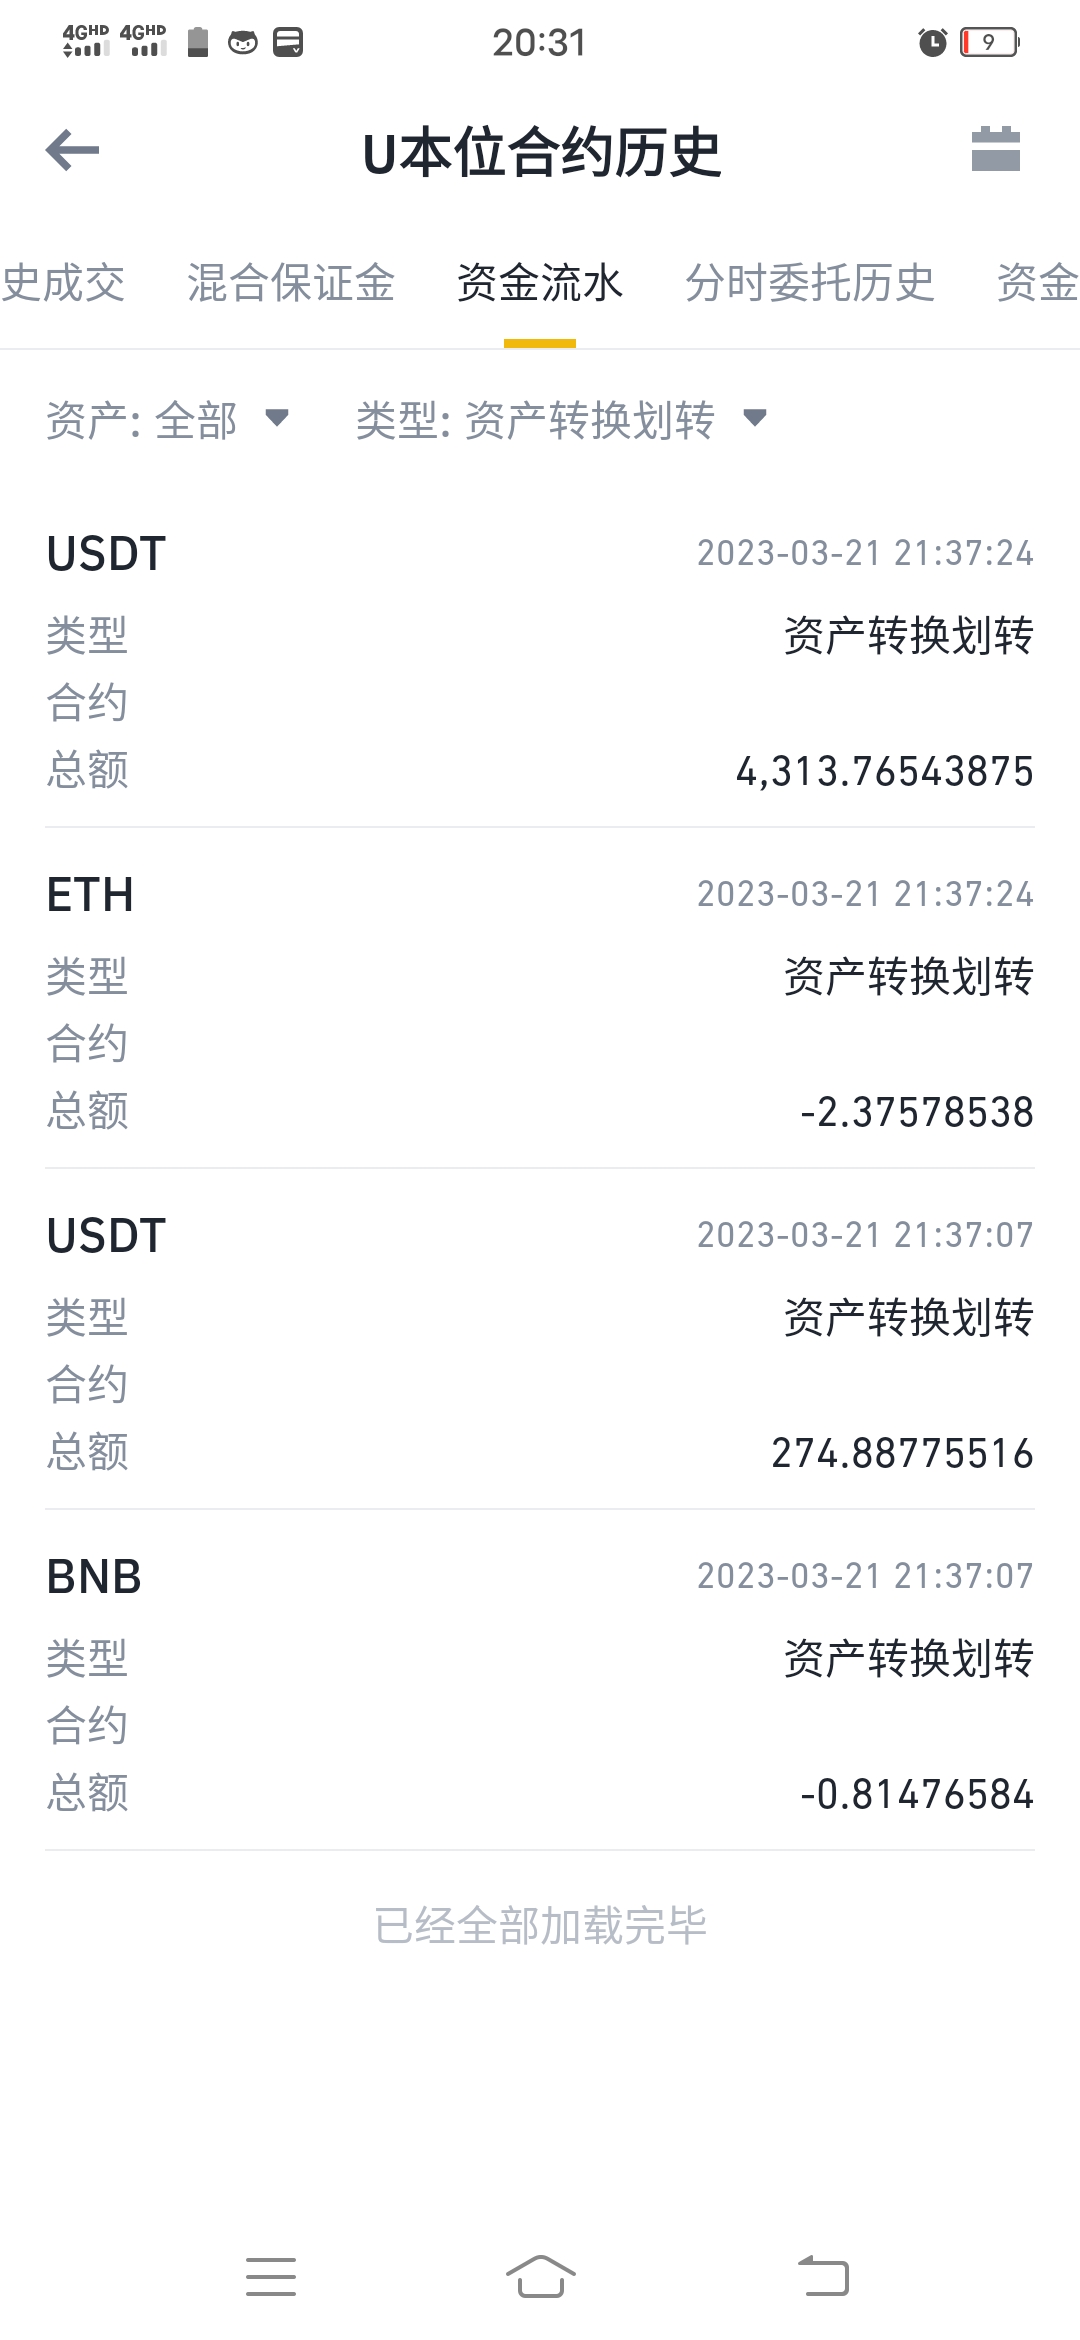 4GHD 4GHD 20:31 9
U本位合约历史
史成交 混合保证金 资金流水 分时委托历史 资金
资产: 全部 类型: 资产转换划转
USDT 2023-03-21 21:37:24
类型 资产转换划转
合约
总额 4,313.76543875
ETH 2023-03-21 21:37:24
类型 资产转换划转
合约
总额 -2.37578538
USDT 2023-03-21 21:37:07
类型 资产转换划转
合约
总额 274.88775516
BNB 2023-03-21 21:37:07
类型 资产转换划转
合约
总额 -0.81476584
已经全部加载完毕